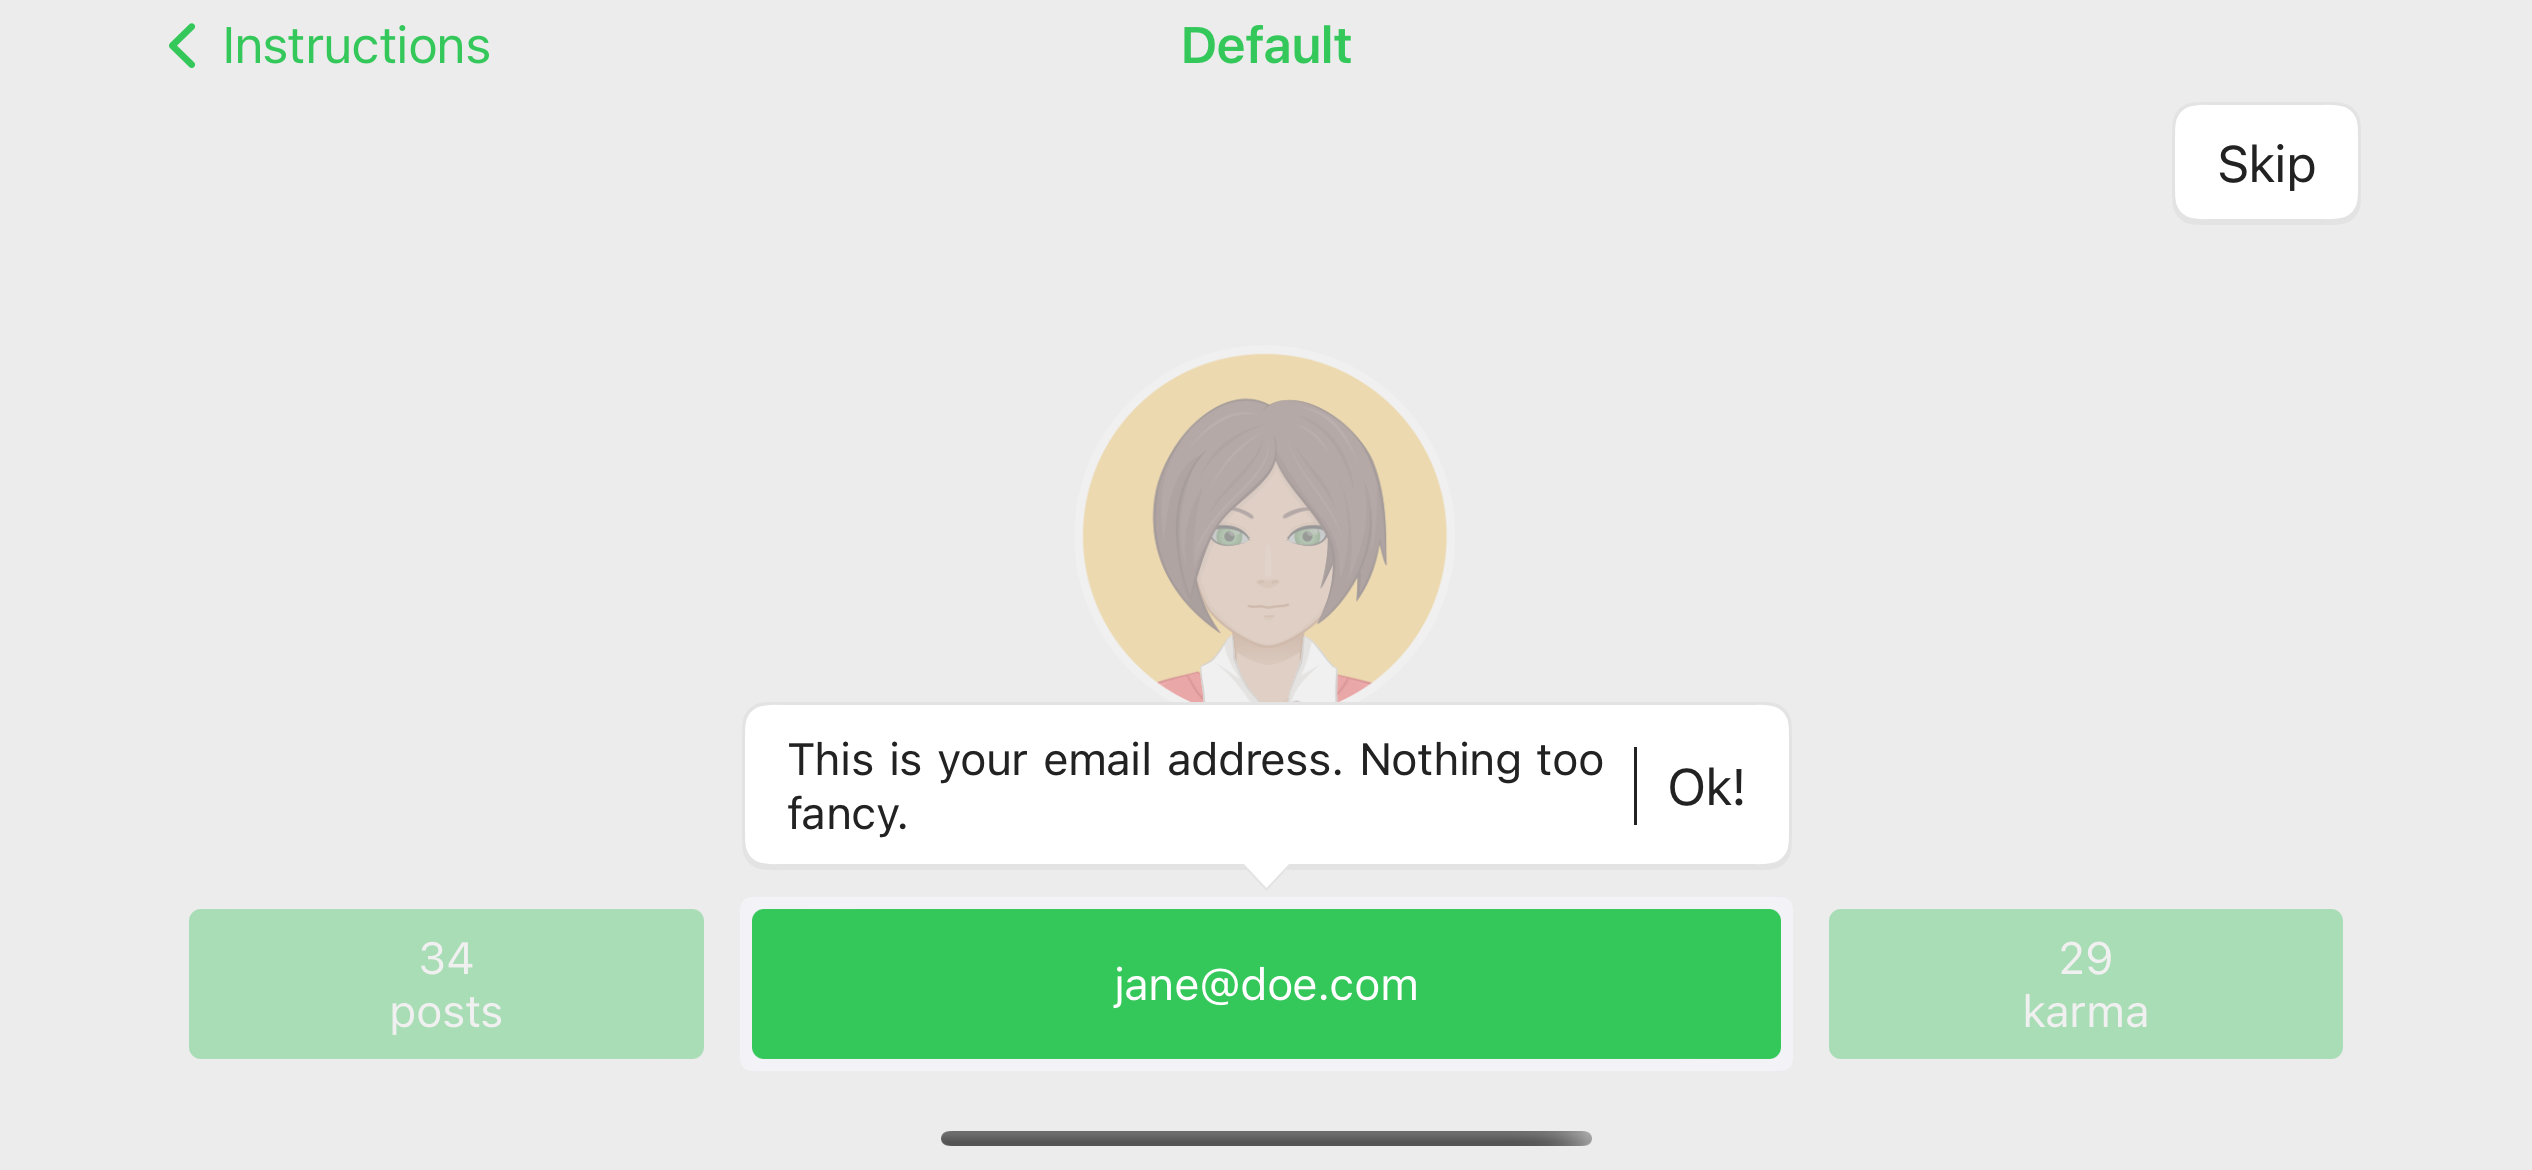 Instructions
Default
Skip
This is your email address. Nothing too
fancy.
Ok!
34
posts
jane@doe.com
29
karma